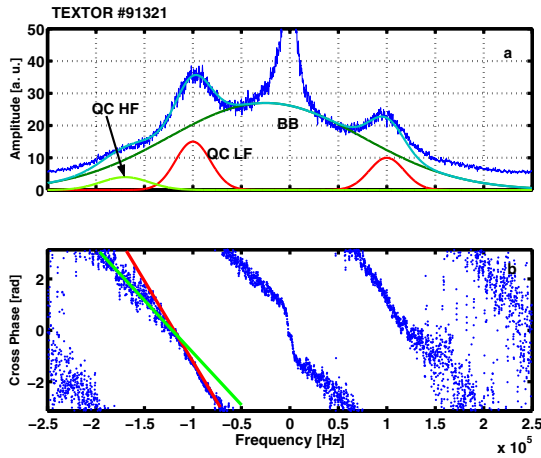 TEXTOR #91321
50
40
30
20
10
0
Amplitude [a. u.]
a
QC HF
BB
QC LF
2
0
−2
Cross Phase [rad]
b
−2.5 −2 −1.5 −1 −0.5 0 0.5 1 1.5 2 2.5
Frequency [Hz]
x 10^5